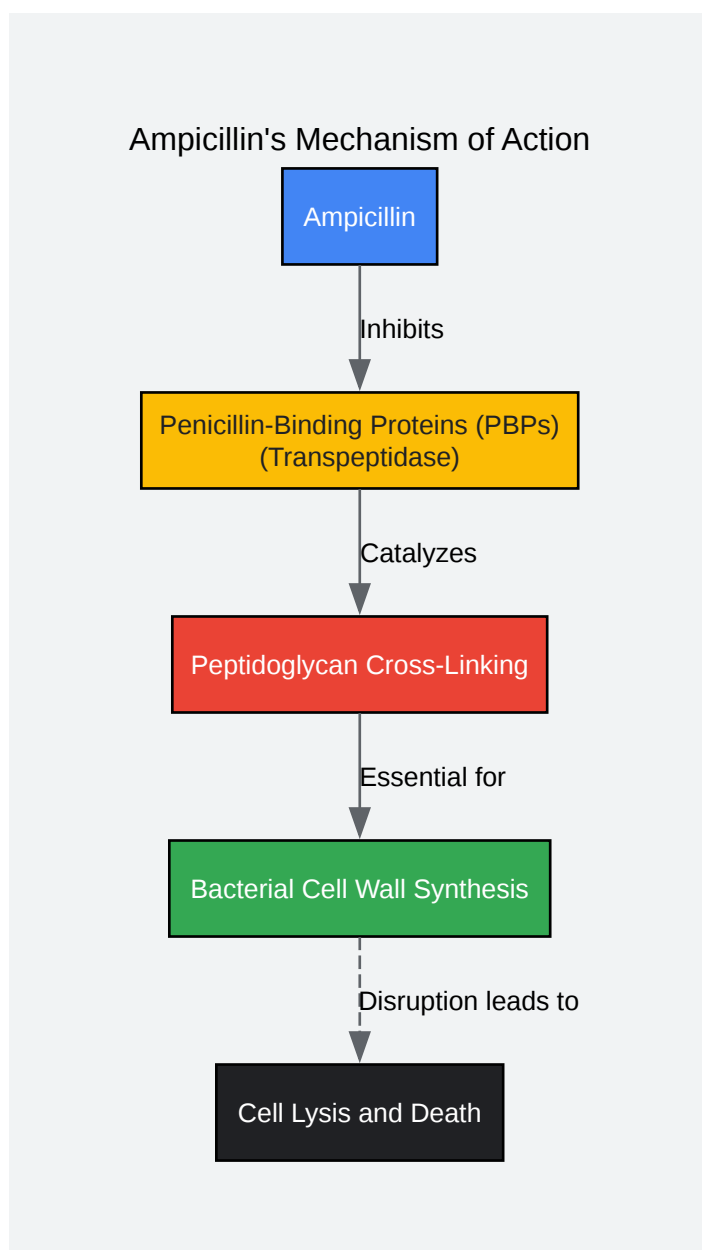 Ampicillin's Mechanism of Action
Ampicillin
Inhibits
Penicillin-Binding Proteins (PBPs)
(Transpeptidase)
Catalyzes
Peptidoglycan Cross-Linking
Essential for
Bacterial Cell Wall Synthesis
Disruption leads to
Cell Lysis and Death